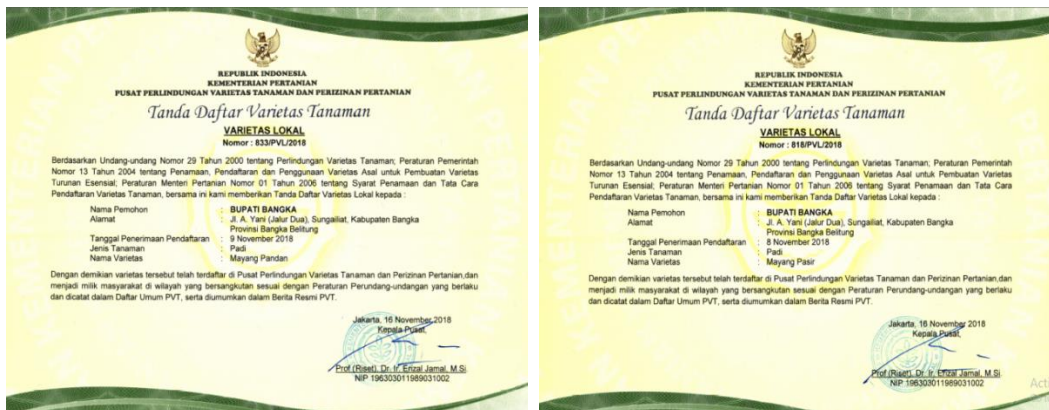 REPUBLIK INDONESIA
KEMENTERIAN PERTANIAN
PUSAT PERLINDUNGAN VARIETAS TANAMAN DAN PERIZINAN PERTANIAN
Tanda Daftar Varietas Tanaman
VARIETAS LOKAL
Nomor : 833/PVL/2018
Berdasarkan Undang-undang Nomor 29 Tahun 2000 tentang Perlindungan Varietas Tanaman; Peraturan Pemerintah
Nomor 13 Tahun 2004 tentang Penamaan, Pendaftaran dan Penggunaan Varietas Asal untuk Pembuatan Varietas
Turunan Esensial; Peraturan Menteri Pertanian Nomor 01 Tahun 2006 tentang Syarat Penamaan dan Tata Cara
Pendaftaran Varietas Tanaman, bersama ini kami memberikan Tanda Daftar Varietas Lokal kepada :
Nama Pemohon : BUPATI BANGKA
Alamat : Jl. A. Yani (Jalur Dua), Sungailiat, Kabupaten Bangka
Provinsi Bangka Belitung
Tanggal Penerimaan Pendaftaran : 9 November 2018
Jenis Tanaman : Padi
Nama Varietas : Mayang Pandan
Dengan demikian varietas tersebut telah terdaftar di Pusat Perlindungan Varietas Tanaman dan Perizinan Pertanian,dan
menjadi milik masyarakat di wilayah yang bersangkutan sesuai dengan Peraturan Perundang-undangan yang berlaku
dan dicatat dalam Daftar Umum PVT, serta diumumkan dalam Berita Resmi PVT.
Jakarta, 16 November 2018
Kepala Pusat,
Prof (Riset). Dr. Ir. Erizal Jamal, M.Si
NIP 196303011989031002
REPUBLIK INDONESIA
KEMENTERIAN PERTANIAN
PUSAT PERLINDUNGAN VARIETAS TANAMAN DAN PERIZINAN PERTANIAN
Tanda Daftar Varietas Tanaman
VARIETAS LOKAL
Nomor : 818/PVL/2018
Berdasarkan Undang-undang Nomor 29 Tahun 2000 tentang Perlindungan Varietas Tanaman; Peraturan Pemerintah
Nomor 13 Tahun 2004 tentang Penamaan, Pendaftaran dan Penggunaan Varietas Asal untuk Pembuatan Varietas
Turunan Esensial; Peraturan Menteri Pertanian Nomor 01 Tahun 2006 tentang Syarat Penamaan dan Tata Cara
Pendaftaran Varietas Tanaman, bersama ini kami memberikan Tanda Daftar Varietas Lokal kepada :
Nama Pemohon : BUPATI BANGKA
Alamat : Jl. A. Yani (Jalur Dua), Sungailiat, Kabupaten Bangka
Provinsi Bangka Belitung
Tanggal Penerimaan Pendaftaran : 8 November 2018
Jenis Tanaman : Padi
Nama Varietas : Mayang Pasir
Dengan demikian varietas tersebut telah terdaftar di Pusat Perlindungan Varietas Tanaman dan Perizinan Pertanian,dan
menjadi milik masyarakat di wilayah yang bersangkutan sesuai dengan Peraturan Perundang-undangan yang berlaku
dan dicatat dalam Daftar Umum PVT, serta diumumkan dalam Berita Resmi PVT.
Jakarta, 16 November 2018
Kepala Pusat,
Prof (Riset). Dr. Ir. Erizal Jamal, M.Si
NIP 196303011989031002